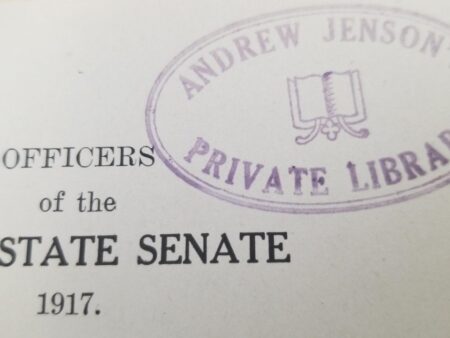 ANDREW JENSON
PRIVATE LIBRA
OFFICERS
of the
STATE SENATE
1917.